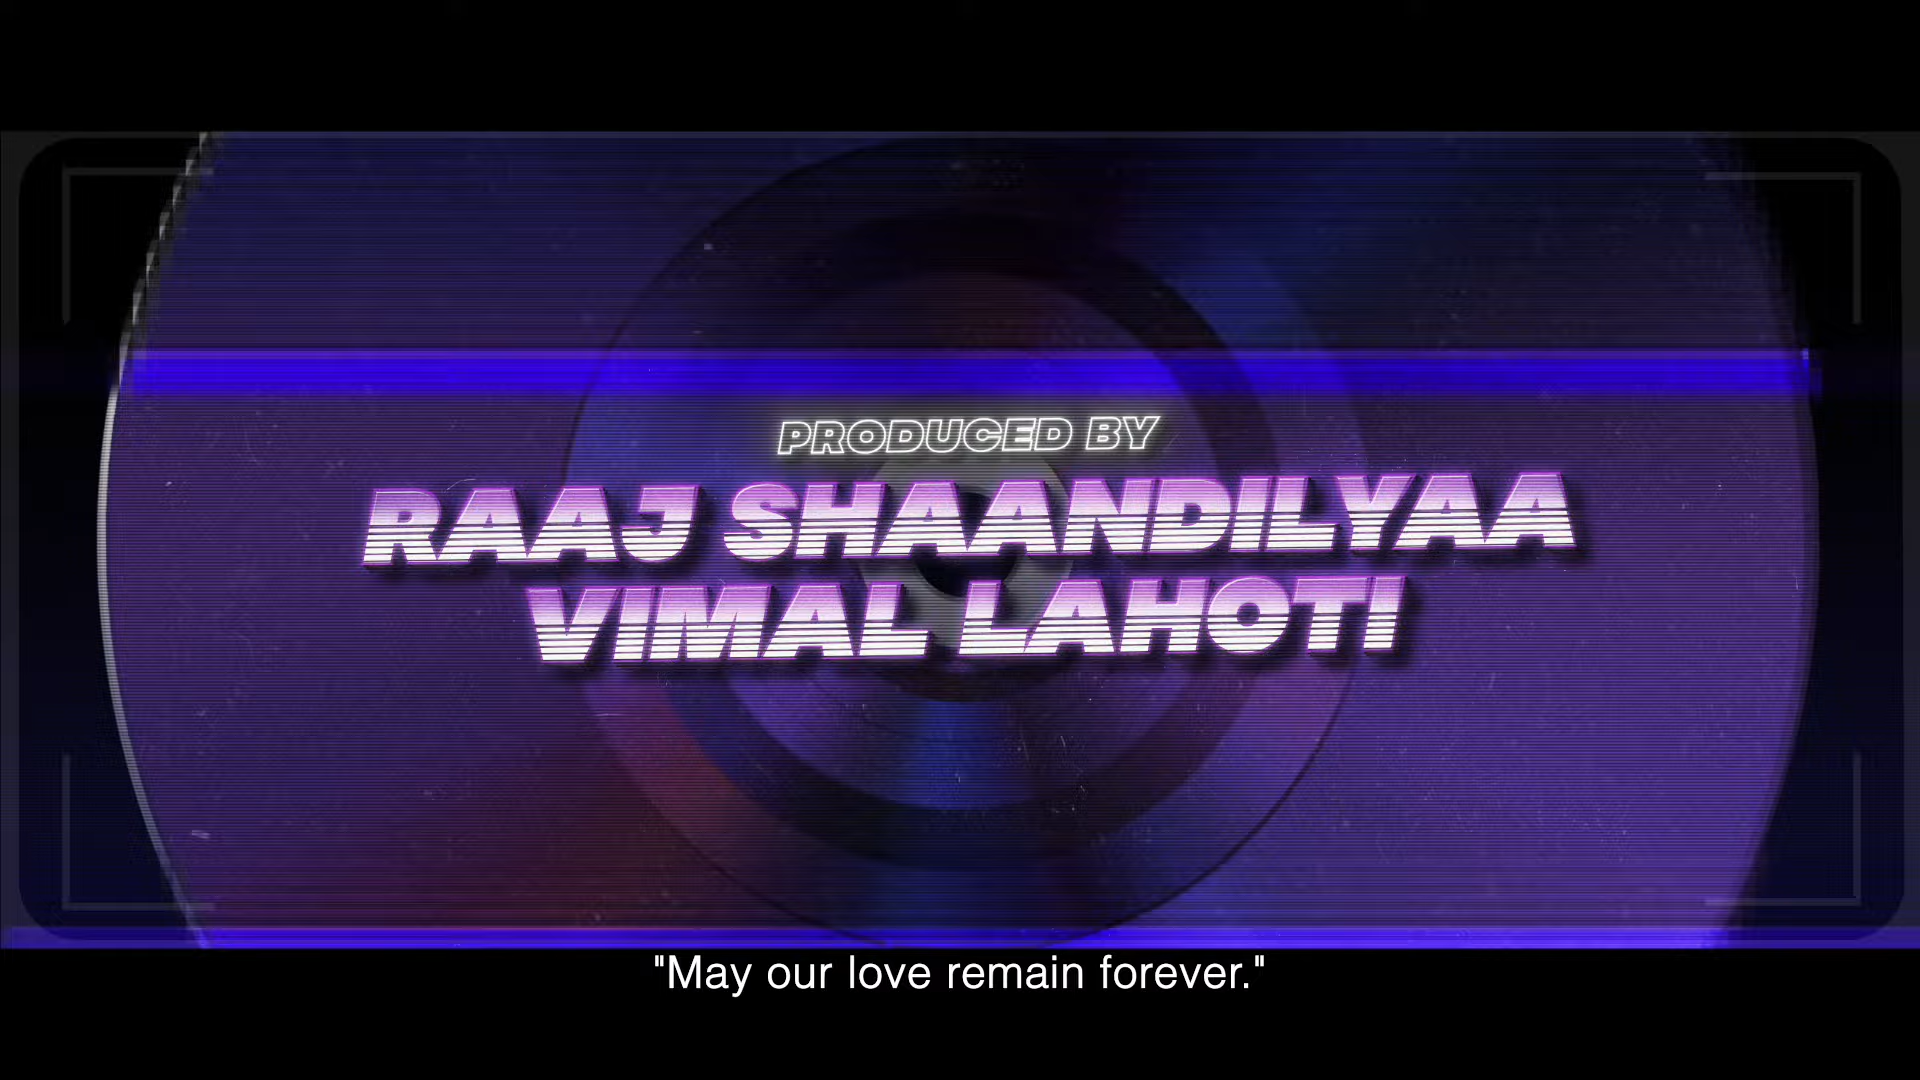 PRODUCED BY
RAAJ SHAANDILYAA
VIMAL LAHOTI
"May our love remain forever."